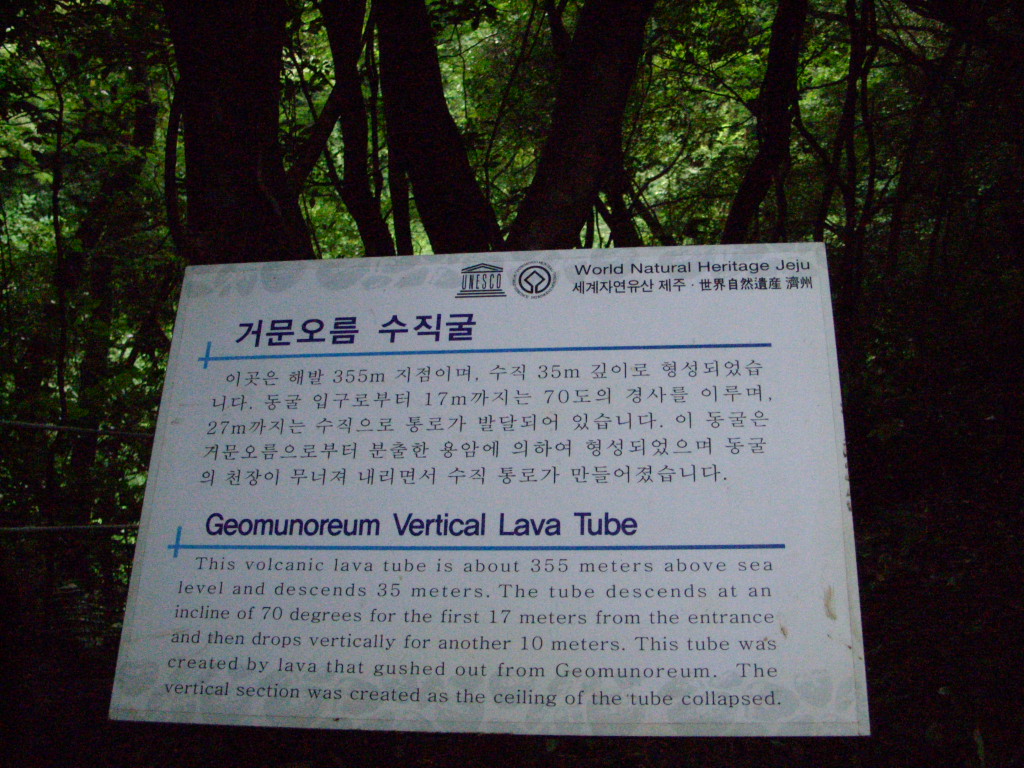 UNESCO
World Natural Heritage Jeju
세계자연유산 제주 · 世界自然遺産 濟州
거문오름 수직굴
이곳은 해발 355m 지점이며, 수직 35m 깊이로 형성되었습
니다. 동굴 입구로부터 17m까지는 70도의 경사를 이루며,
27m까지는 수직으로 통로가 발달되어 있습니다. 이 동굴은
거문오름으로부터 분출한 용암에 의하여 형성되었으며 동굴
의 천장이 무너져 내리면서 수직 통로가 만들어졌습니다.
Geomunoreum Vertical Lava Tube
This volcanic lava tube is about 355 meters above sea
level and descends 35 meters. The tube descends at an
incline of 70 degrees for the first 17 meters from the entrance
and then drops vertically for another 10 meters. This tube was
created by lava that gushed out from Geomunoreum. The
vertical section was created as the ceiling of the tube collapsed.